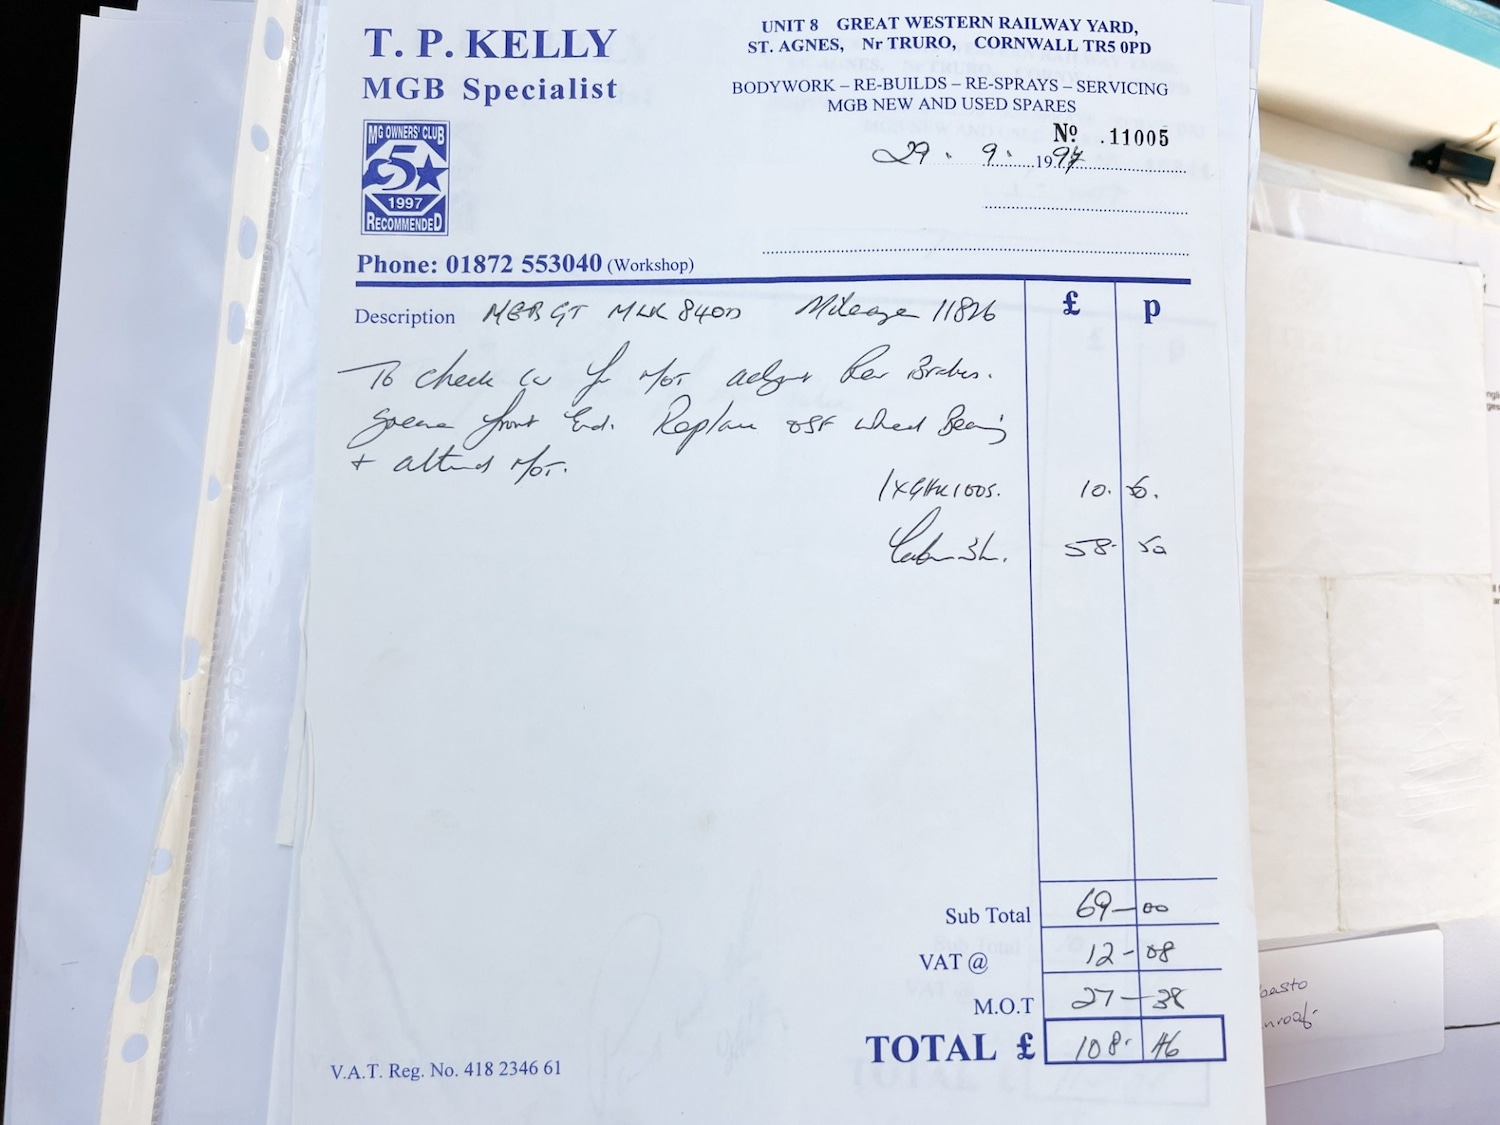 T. P. KELLY
MGB Specialist
UNIT 8 GREAT WESTERN RAILWAY YARD,
ST. AGNES, Nr TRURO, CORNWALL TR5 0PD
BODYWORK – RE-BUILDS – RE-SPRAYS – SERVICING
MGB NEW AND USED SPARES
Nº .11005
29. 9. 1997
MG OWNERS' CLUB
5★
1997
RECOMMENDED
Phone: 01872 553040 (Workshop)
Description MGB GT MLK 840D Mileage 11826
£ p
To check car for MOT adjust Rear Brakes.
grease front End. Replace OSF wheel Bearing
+ attend MOT.
1XGHK1005. 10.
Labour 3h. 58. 50
Sub Total 69 – 00
VAT @ 12 – 08
M.O.T 27 – 38
TOTAL £ 108. 46
V.A.T. Reg. No. 418 2346 61